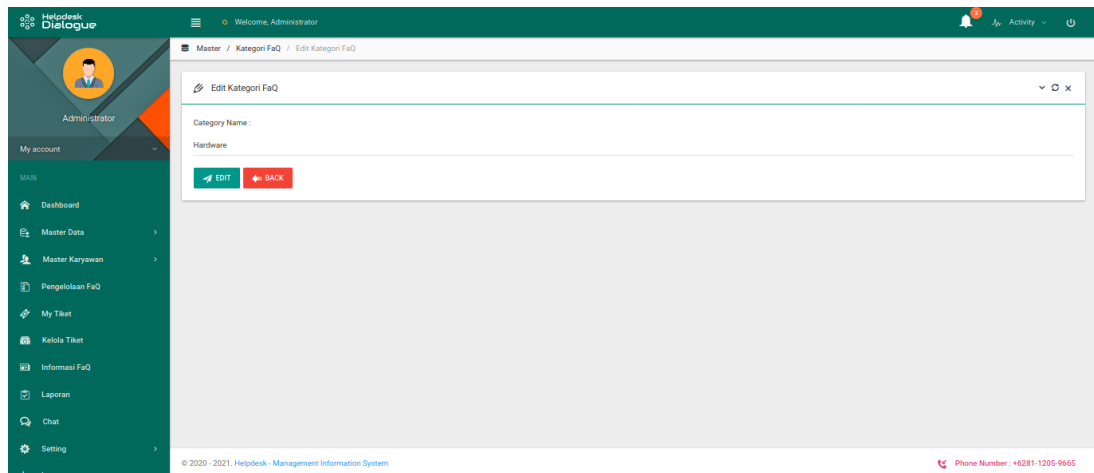 Helpdesk
Dialogue
Welcome, Administrator
3
Activity
Master / Kategori FaQ / Edit Kategori FaQ
Administrator
My account
MAIN
Dashboard
Master Data
Master Karyawan
Pengelolaan FaQ
My Tiket
Kelola Tiket
Informasi FaQ
Laporan
Chat
Setting
Edit Kategori FaQ
Category Name :
Hardware
EDIT BACK
© 2020 - 2021. Helpdesk - Management Information System
Phone Number : +6281-1205-9665